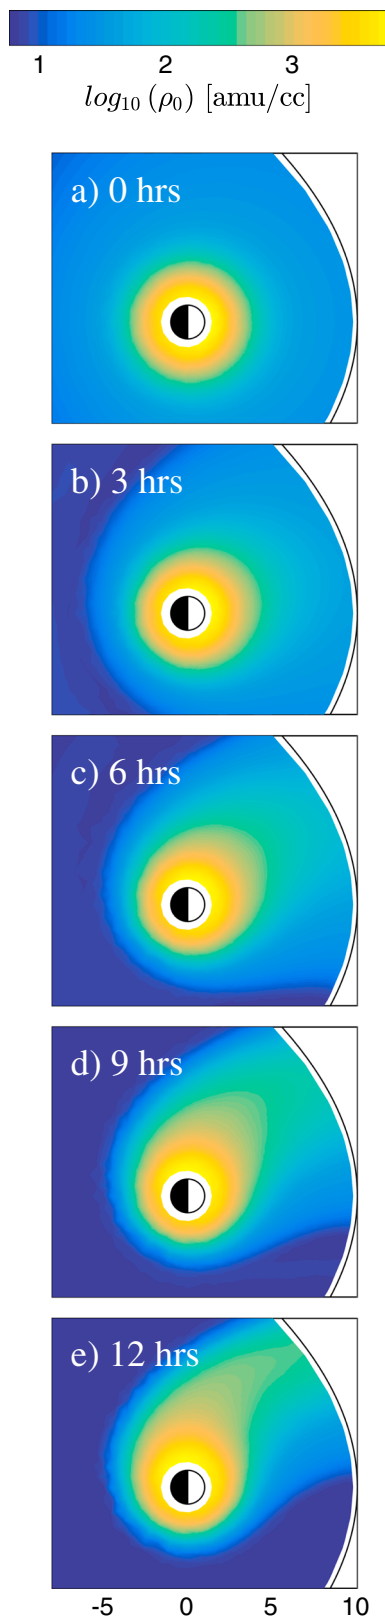 1 2 3
log10 (ρ0) [amu/cc]
a) 0 hrs
b) 3 hrs
c) 6 hrs
d) 9 hrs
e) 12 hrs
-5 0 5 10